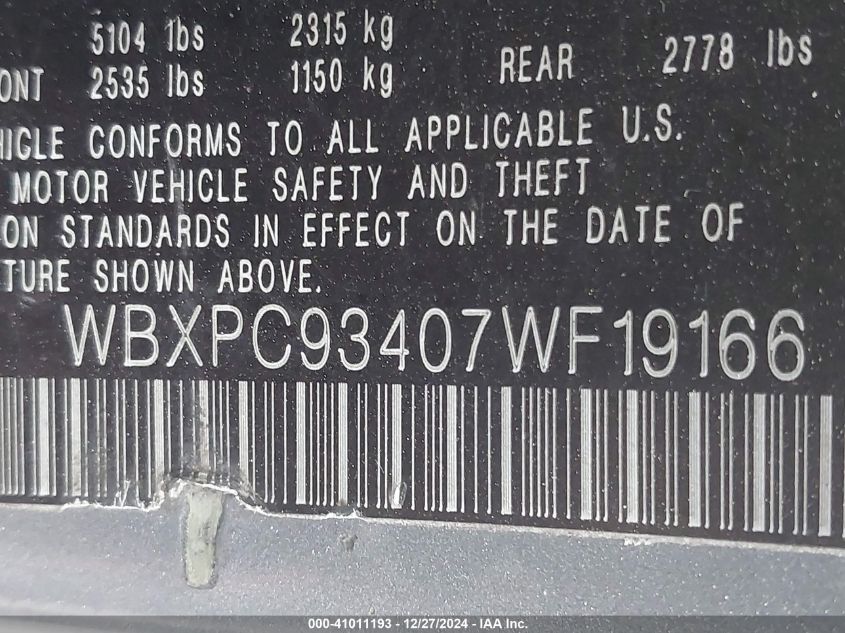 5104 lbs 2315 kg
ONT 2535 lbs 1150 kg REAR 2778 lbs
HICLE CONFORMS TO ALL APPLICABLE U.S.
MOTOR VEHICLE SAFETY AND THEFT
ON STANDARDS IN EFFECT ON THE DATE OF
TURE SHOWN ABOVE.
WBXPC93407WF19166
000-41011193 - 12/27/2024 - IAA Inc.